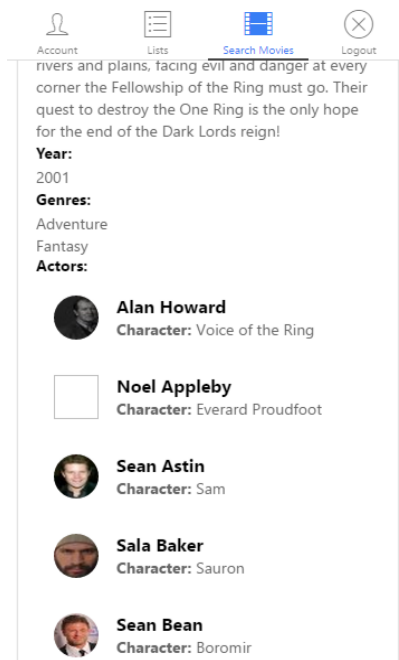 Account
Lists
Search Movies
Logout
rivers and plains, facing evil and danger at every
corner the Fellowship of the Ring must go. Their
quest to destroy the One Ring is the only hope
for the end of the Dark Lords reign!
Year:
2001
Genres:
Adventure
Fantasy
Actors:
Alan Howard
Character: Voice of the Ring
Noel Appleby
Character: Everard Proudfoot
Sean Astin
Character: Sam
Sala Baker
Character: Sauron
Sean Bean
Character: Boromir